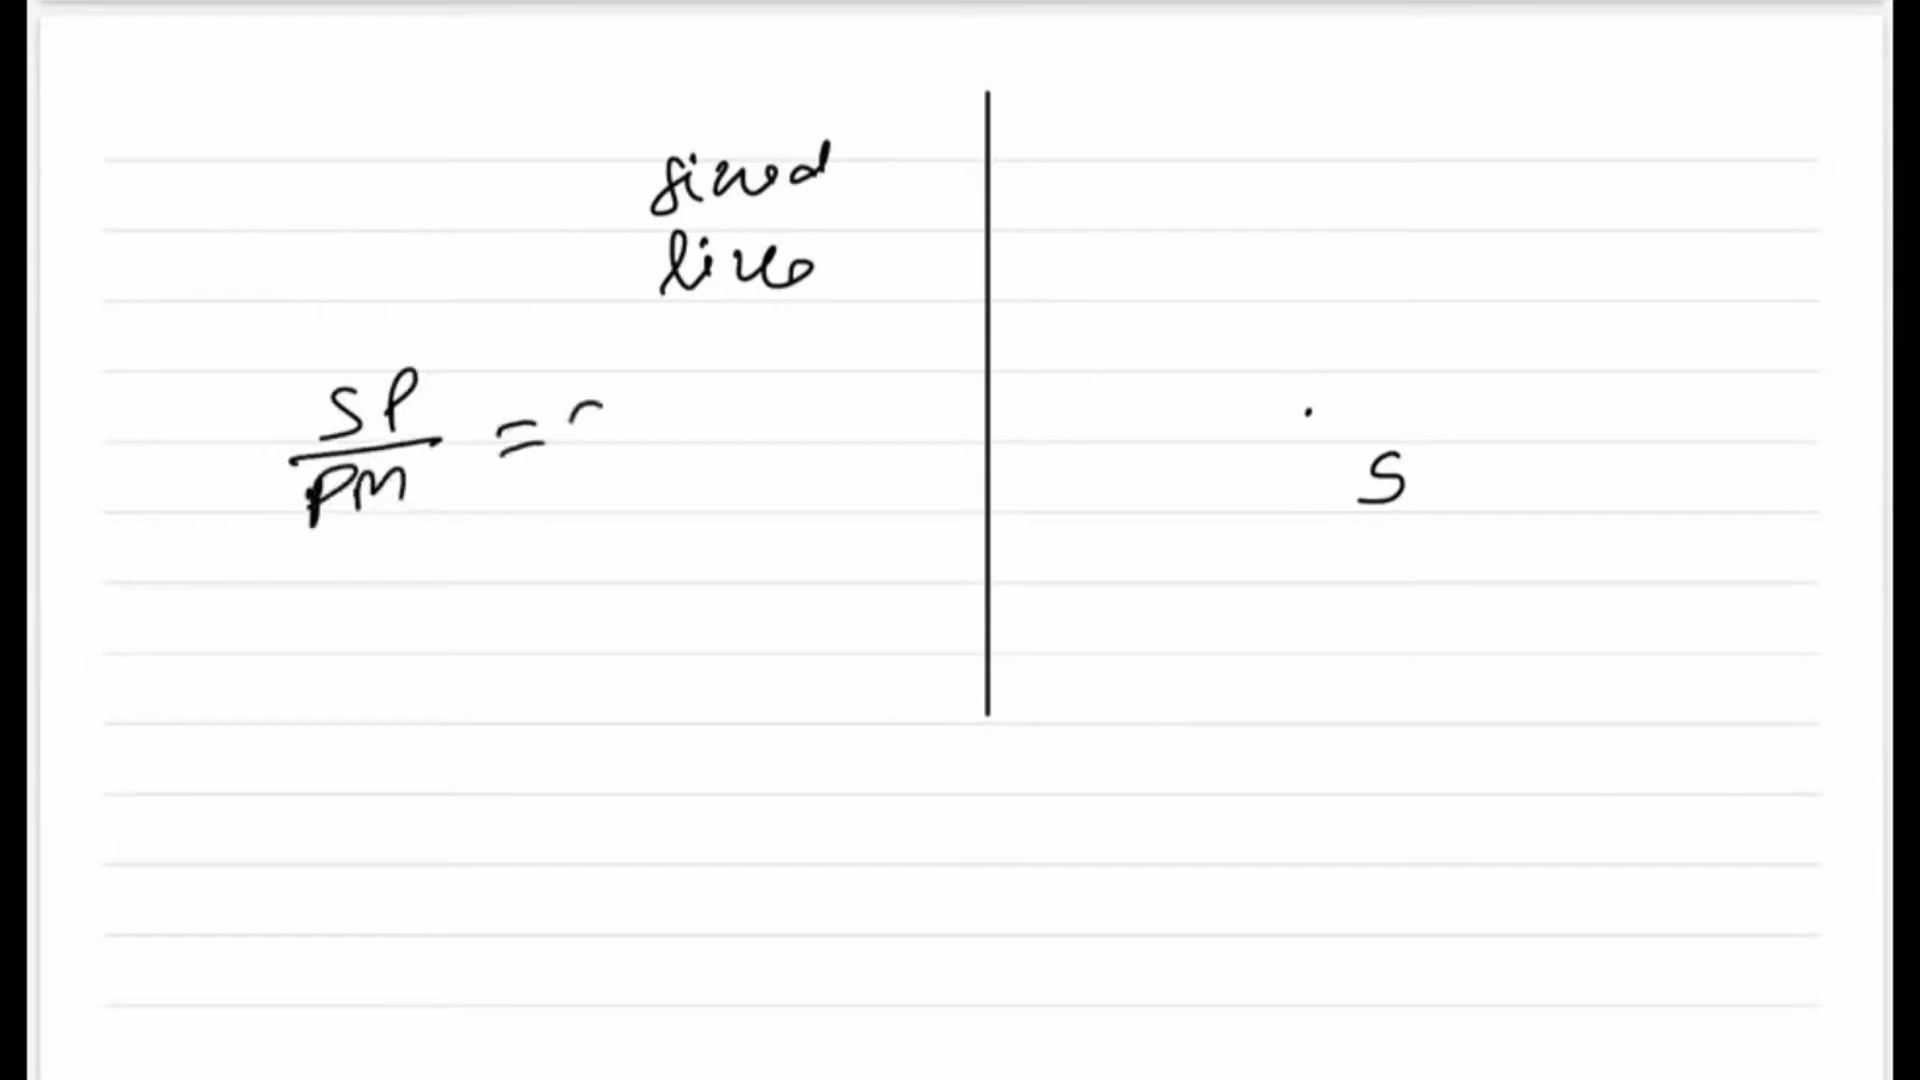 fixed
line
SP
PM
=
S